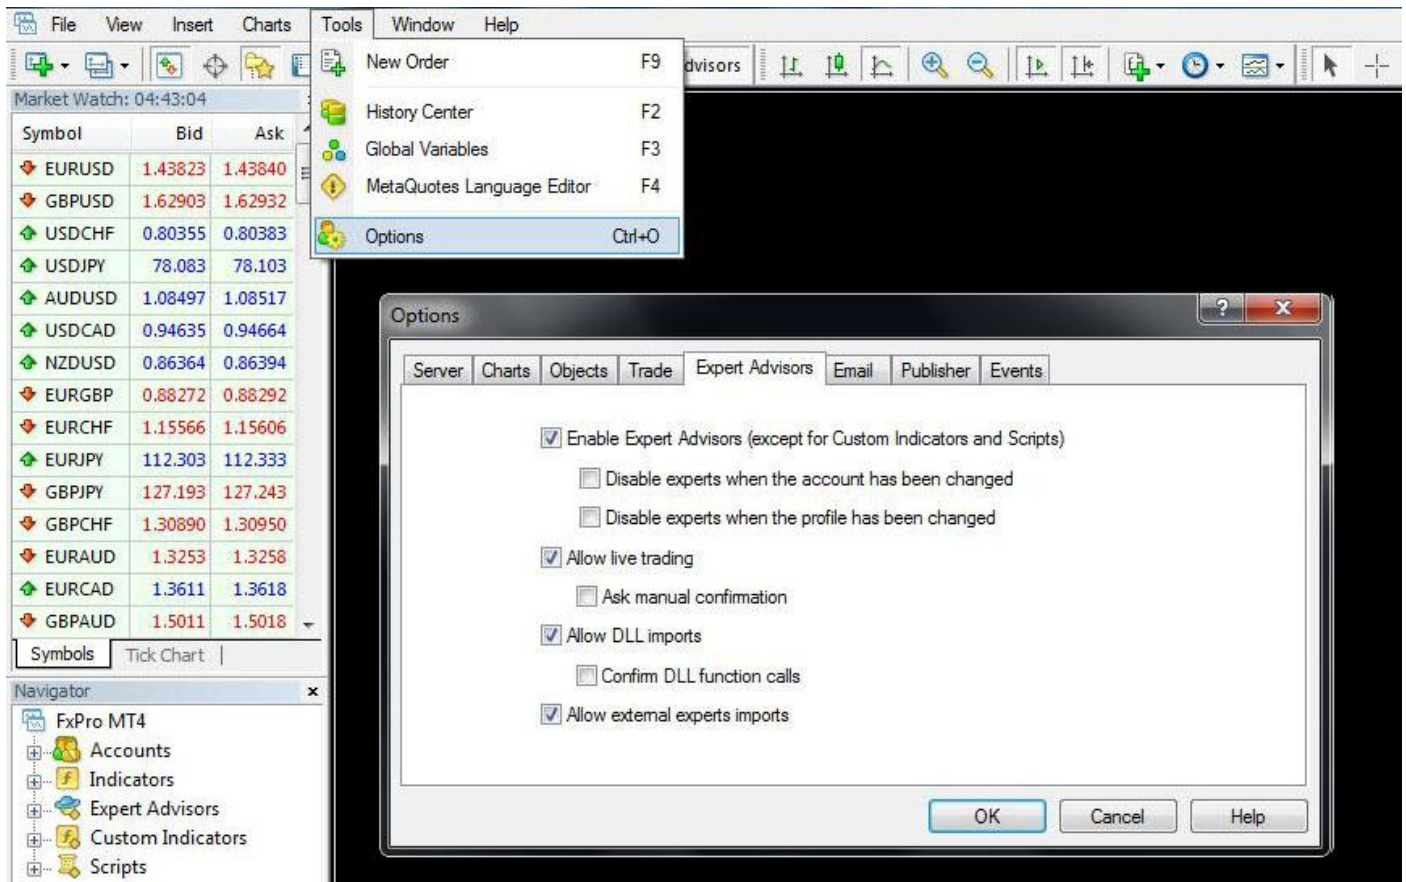 File View Insert Charts Tools Window Help
New Order F9
dvisors
History Center F2
Global Variables F3
MetaQuotes Language Editor F4
Options Ctrl+O
Market Watch: 04:43:04
Symbol Bid Ask
EURUSD 1.43823 1.43840
GBPUSD 1.62903 1.62932
USDCHF 0.80355 0.80383
USDJPY 78.083 78.103
AUDUSD 1.08497 1.08517
USDCAD 0.94635 0.94664
NZDUSD 0.86364 0.86394
EURGBP 0.88272 0.88292
EURCHF 1.15566 1.15606
EURJPY 112.303 112.333
GBPJPY 127.193 127.243
GBPCHF 1.30890 1.30950
EURAUD 1.3253 1.3258
EURCAD 1.3611 1.3618
GBPAUD 1.5011 1.5018
Symbols Tick Chart
Navigator
FxPro MT4
Accounts
Indicators
Expert Advisors
Custom Indicators
Scripts
Options
Server Charts Objects Trade Expert Advisors Email Publisher Events
Enable Expert Advisors (except for Custom Indicators and Scripts)
Disable experts when the account has been changed
Disable experts when the profile has been changed
Allow live trading
Ask manual confirmation
Allow DLL imports
Confirm DLL function calls
Allow external experts imports
OK Cancel Help